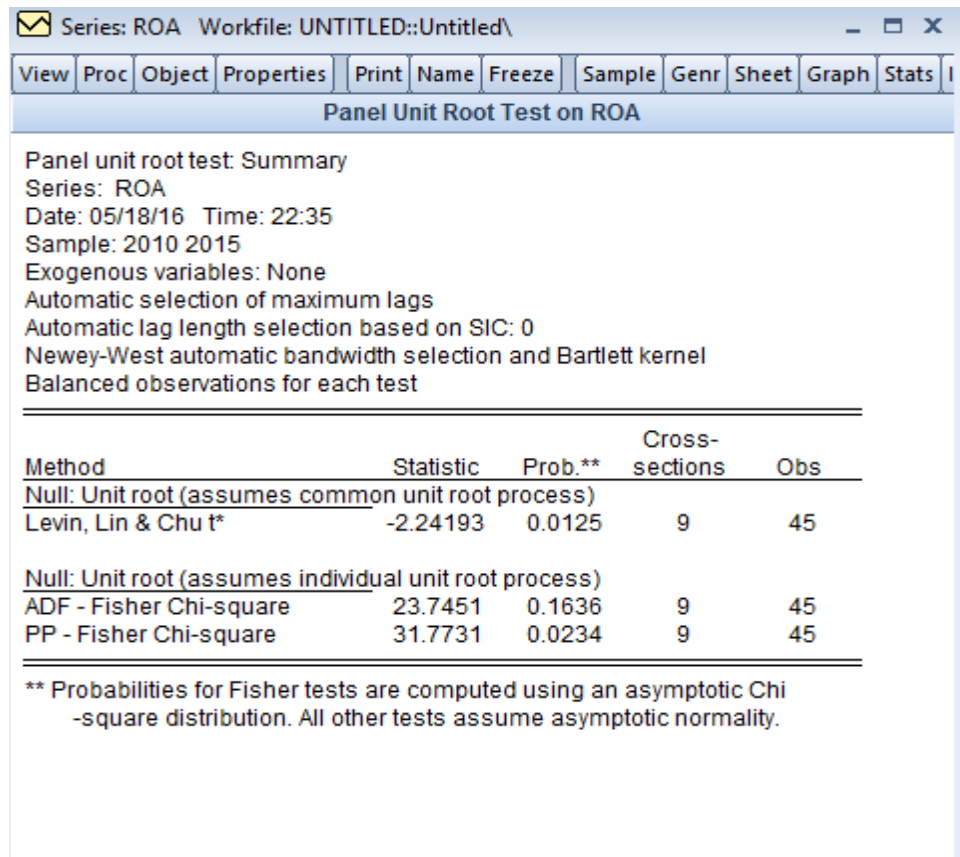 Series: ROA Workfile: UNTITLED::Untitled\
View Proc Object Properties Print Name Freeze Sample Genr Sheet Graph Stats
Panel Unit Root Test on ROA
Panel unit root test: Summary
Series: ROA
Date: 05/18/16 Time: 22:35
Sample: 2010 2015
Exogenous variables: None
Automatic selection of maximum lags
Automatic lag length selection based on SIC: 0
Newey-West automatic bandwidth selection and Bartlett kernel
Balanced observations for each test
Cross-
Method Statistic Prob.** sections Obs
Null: Unit root (assumes common unit root process)
Levin, Lin & Chu t* -2.24193 0.0125 9 45
Null: Unit root (assumes individual unit root process)
ADF - Fisher Chi-square 23.7451 0.1636 9 45
PP - Fisher Chi-square 31.7731 0.0234 9 45
** Probabilities for Fisher tests are computed using an asymptotic Chi
-square distribution. All other tests assume asymptotic normality.